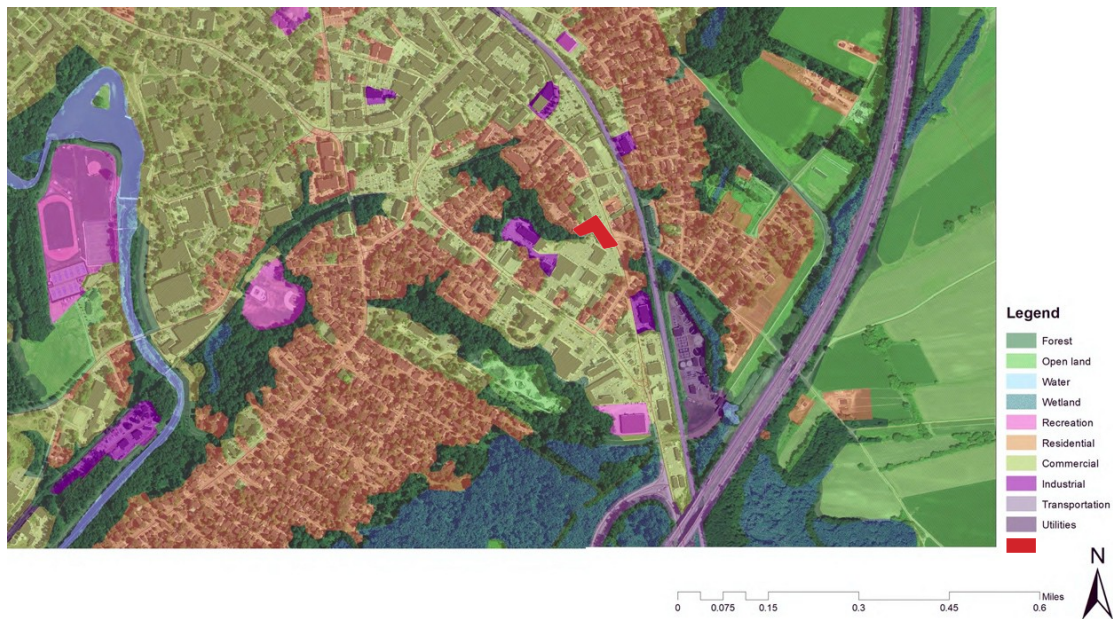 Legend
Forest
Open land
Water
Wetland
Recreation
Residential
Commercial
Industrial
Transportation
Utilities
N
Miles
0 0.075 0.15 0.3 0.45 0.6